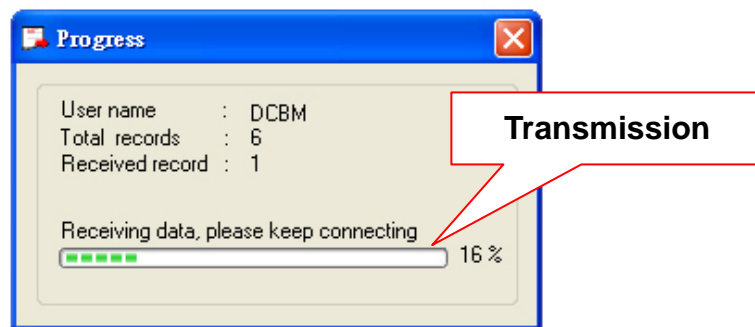 Progress
User name : DCBM
Total records : 6
Received record : 1
Transmission
Receiving data, please keep connecting
16 %